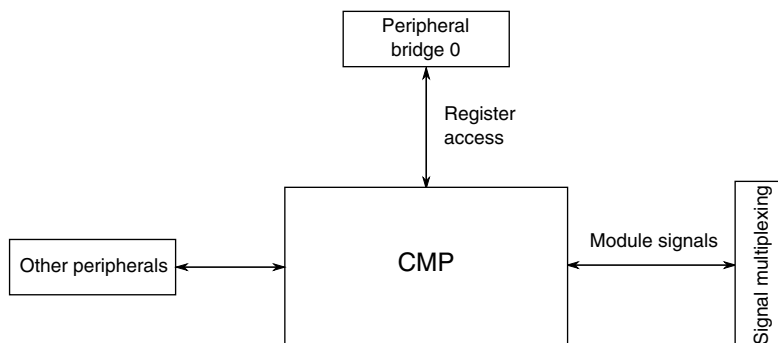 Peripheral
bridge 0
Register
access
Other peripherals
CMP
Module signals
Signal multiplexing